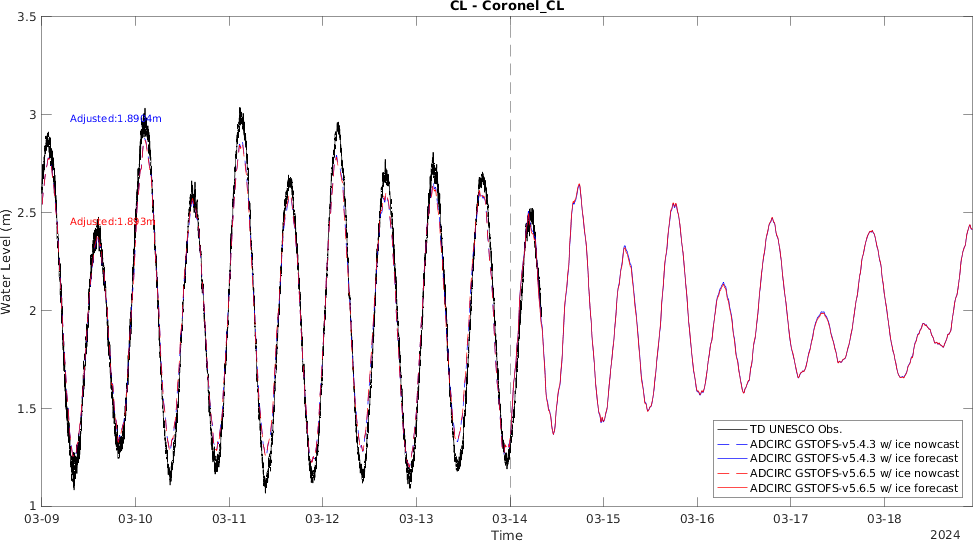 CL - Coronel_CL
3.5
3
2.5
2
1.5
1
Water Level (m)
Adjusted:1.8904m
Adjusted:1.893m
TD UNESCO Obs.
ADCIRC GSTOFS-v5.4.3 w/ ice nowcast
ADCIRC GSTOFS-v5.4.3 w/ ice forecast
ADCIRC GSTOFS-v5.6.5 w/ ice nowcast
ADCIRC GSTOFS-v5.6.5 w/ ice forecast
03-09 03-10 03-11 03-12 03-13 03-14 03-15 03-16 03-17 03-18
Time
2024